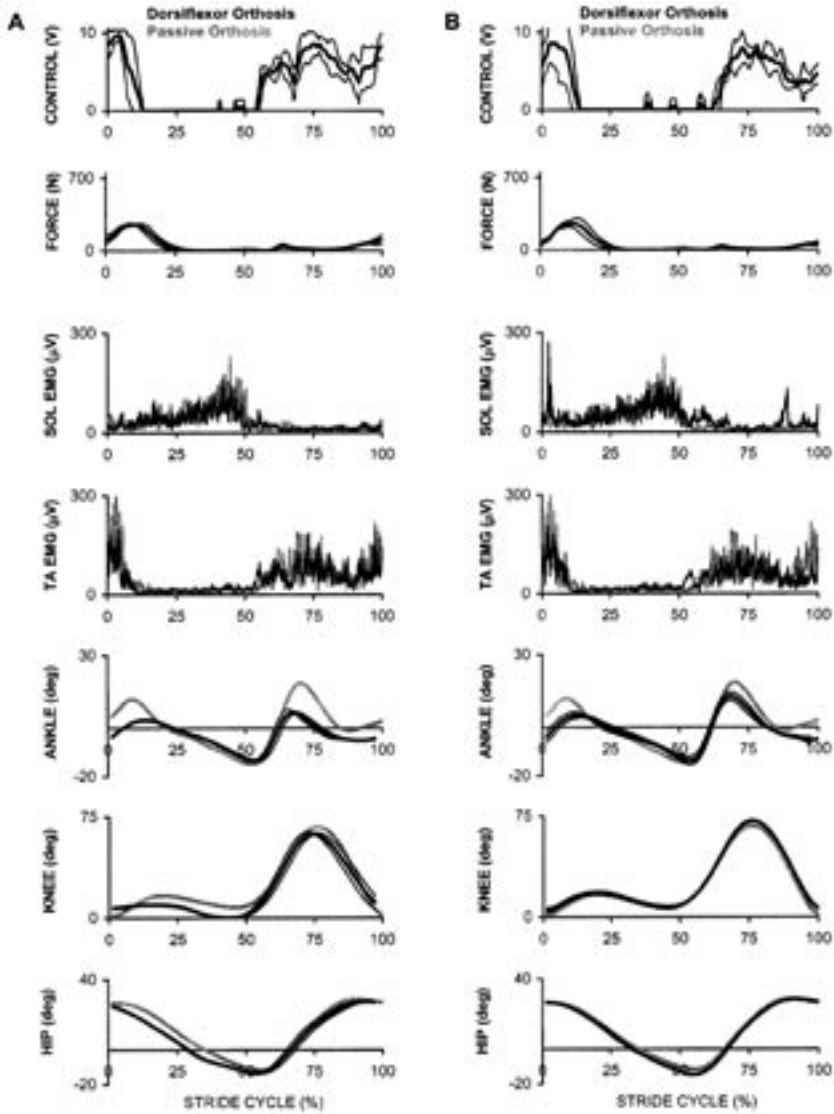 A
Dorsiflexor Orthosis
Passive Orthosis
CONTROL (V)
10
0
0 25 50 75 100
FORCE (N)
700
0
0 25 50 75 100
SOL EMG (µV)
300
0
0 25 50 75 100
TA EMG (µV)
300
0
0 25 50 75 100
ANKLE (deg)
30
-20
0 25 50 75 100
KNEE (deg)
75
0
0 25 50 75 100
HIP (deg)
40
-20
0 25 50 75 100
STRIDE CYCLE (%)
B
Dorsiflexor Orthosis
Passive Orthosis
CONTROL (V)
10
0
0 25 50 75 100
FORCE (N)
700
0
0 25 50 75 100
SOL EMG (µV)
300
0
0 25 50 75 100
TA EMG (µV)
300
0
0 25 50 75 100
ANKLE (deg)
30
-20
0 25 50 75 100
KNEE (deg)
75
0
0 25 50 75 100
HIP (deg)
40
-20
0 25 50 75 100
STRIDE CYCLE (%)